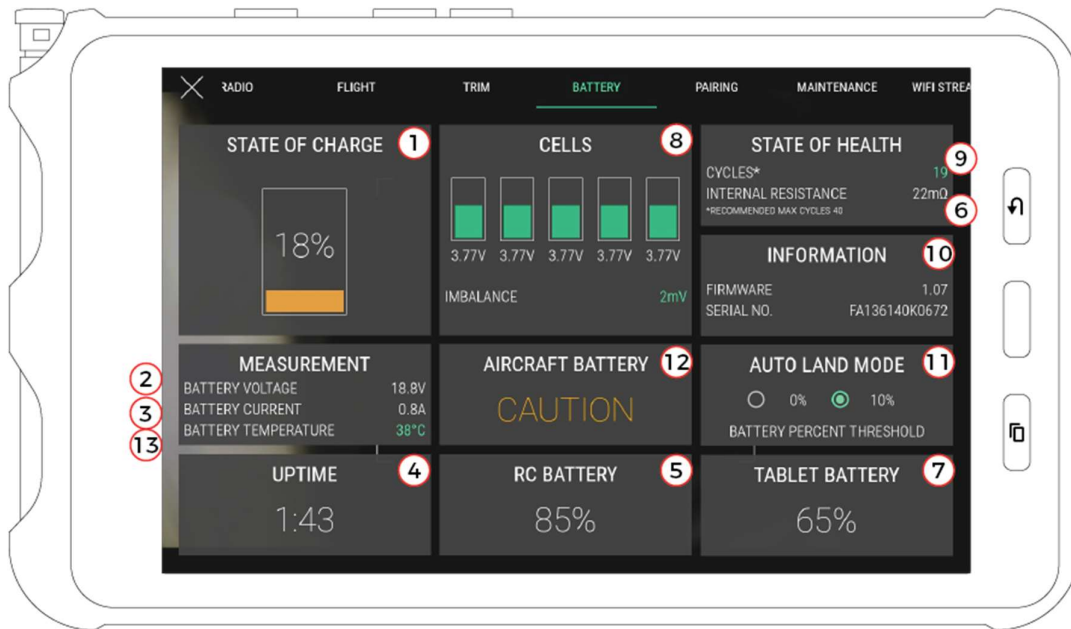 RADIO FLIGHT TRIM BATTERY PAIRING MAINTENANCE WIFI STREA
STATE OF CHARGE 1
18%
CELLS 8
3.77V 3.77V 3.77V 3.77V 3.77V
IMBALANCE 2mV
STATE OF HEALTH
9
CYCLES* 19
INTERNAL RESISTANCE 22mΩ
*RECOMMENDED MAX CYCLES 40
6
INFORMATION 10
FIRMWARE 1.07
SERIAL NO. FA136140K0672
MEASUREMENT
2
BATTERY VOLTAGE 18.8V
3
BATTERY CURRENT 0.8A
13
BATTERY TEMPERATURE 38°C
AIRCRAFT BATTERY 12
CAUTION
AUTO LAND MODE 11
0% 10%
BATTERY PERCENT THRESHOLD
UPTIME 4
1:43
RC BATTERY 5
85%
TABLET BATTERY 7
65%